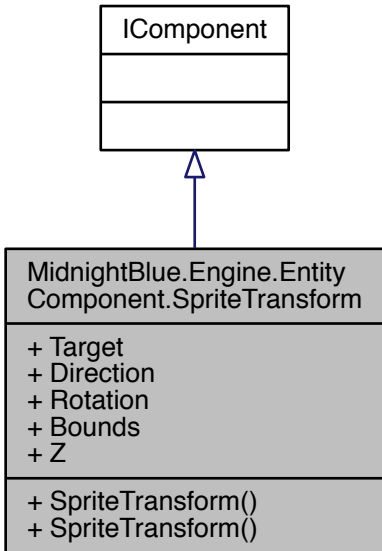 IComponent
MidnightBlue.Engine.Entity
Component.SpriteTransform
+ Target
+ Direction
+ Rotation
+ Bounds
+ Z
+ SpriteTransform()
+ SpriteTransform()